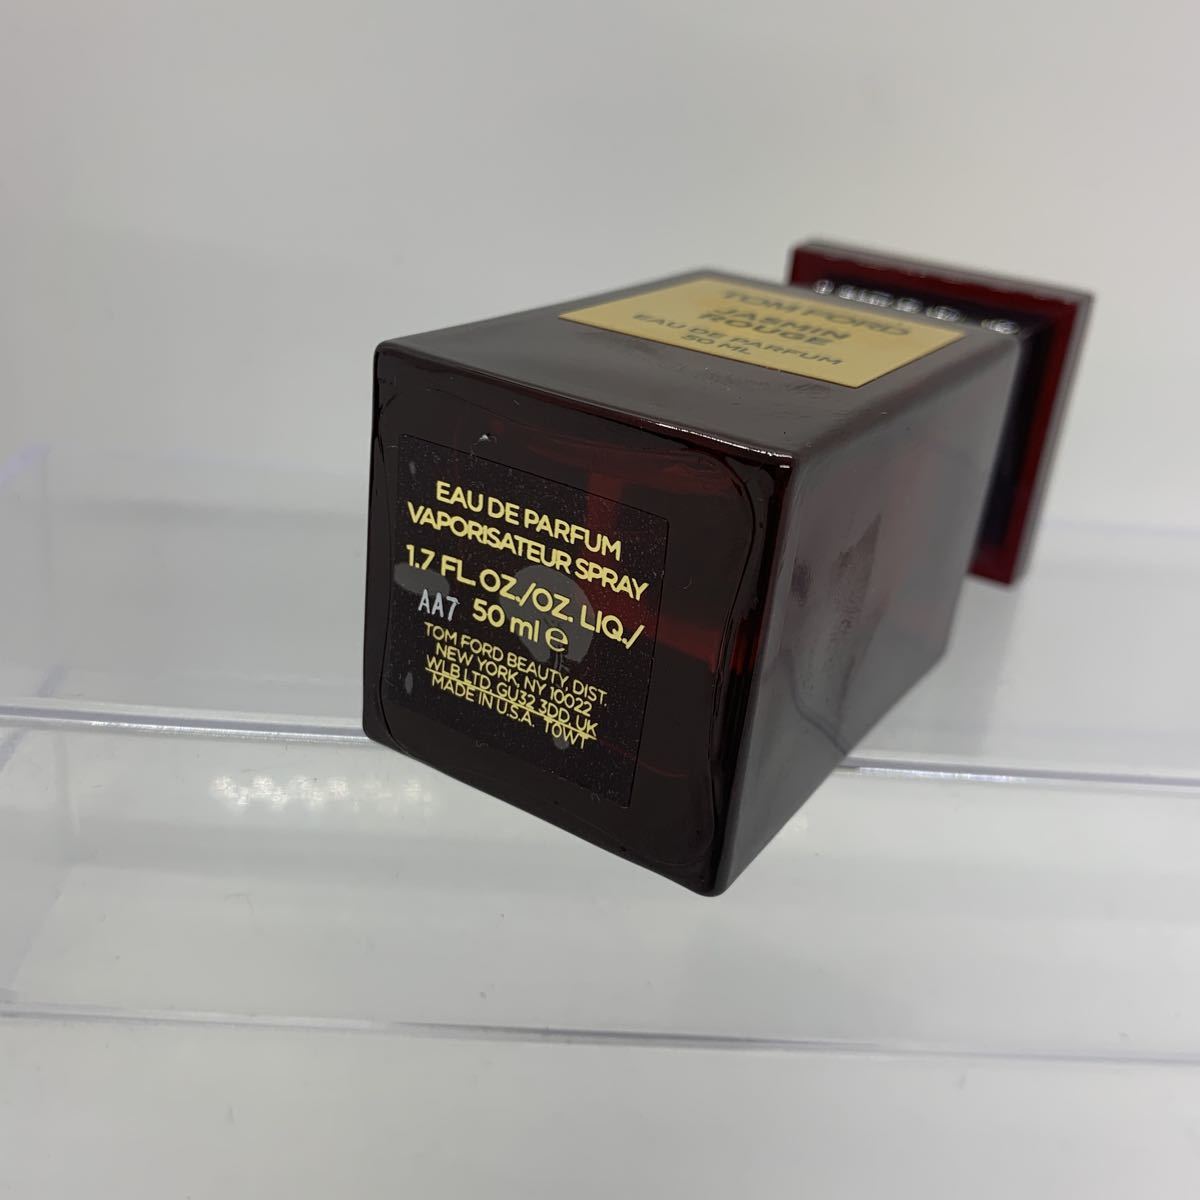 TOM FORD
JASMIN
ROUGE
EAU DE PARFUM
50 ML
EAU DE PARFUM
VAPORISATEUR SPRAY
1.7 FL OZ./OZ. LIQ./
AA7 50 ml e
TOM FORD BEAUTY, DIST.
NEW YORK, NY 10022
WLB LTD, GU32 3DD, UK
MADE IN U.S.A. T0WT